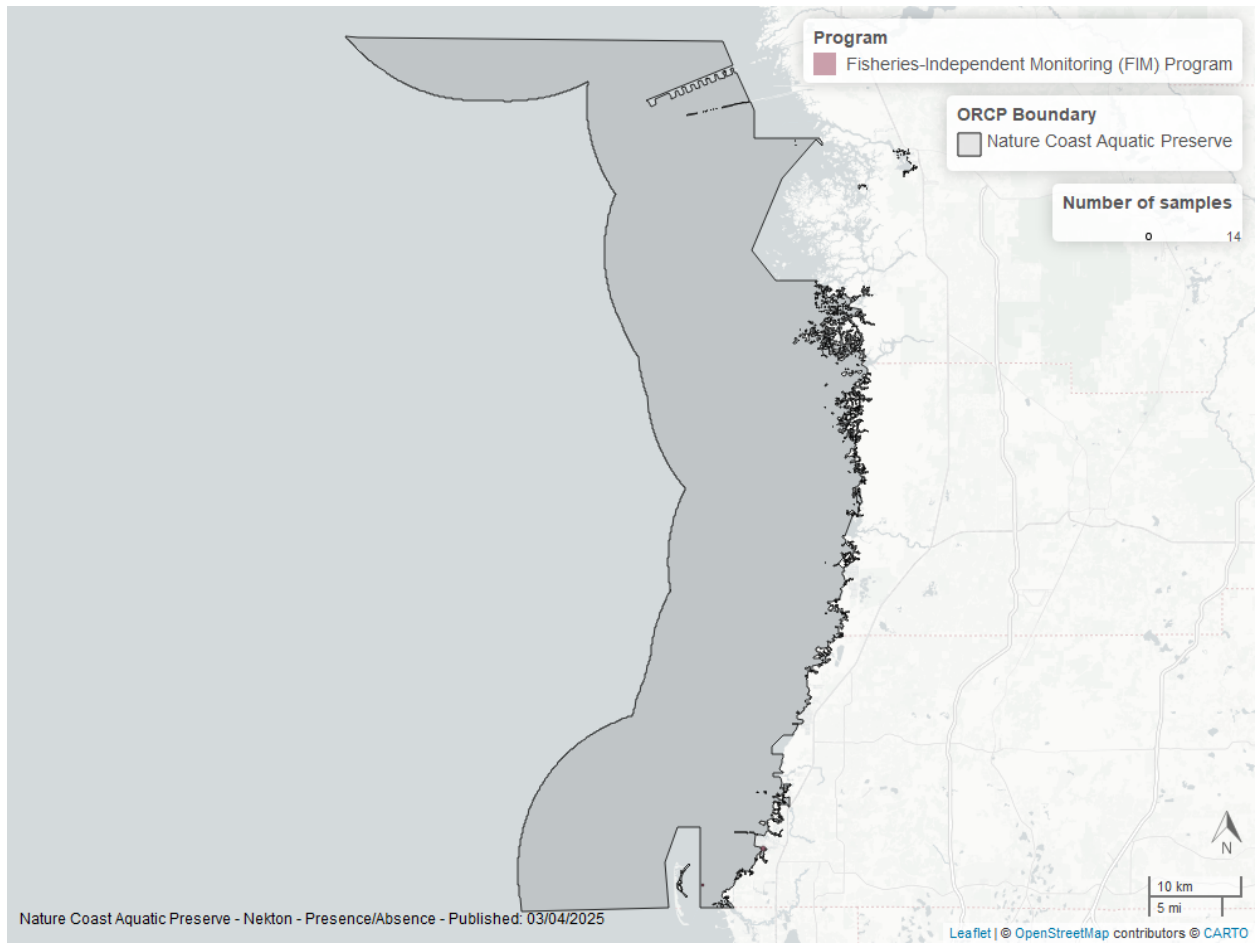 Program
Fisheries-Independent Monitoring (FIM) Program
ORCP Boundary
Nature Coast Aquatic Preserve
Number of samples
14
N
10 km
5 mi
Nature Coast Aquatic Preserve - Nekton - Presence/Absence - Published: 03/04/2025
Leaflet | © OpenStreetMap contributors © CARTO